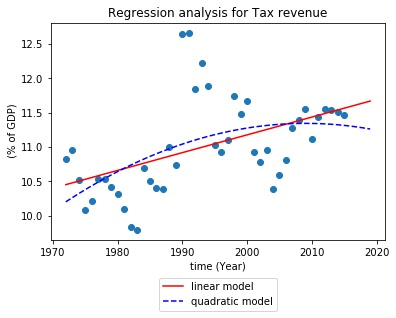 Regression analysis for Tax revenue
12.5
12.0
11.5
11.0
10.5
10.0
(% of GDP)
1970
1980
1990
2000
2010
2020
time (Year)
linear model
quadratic model